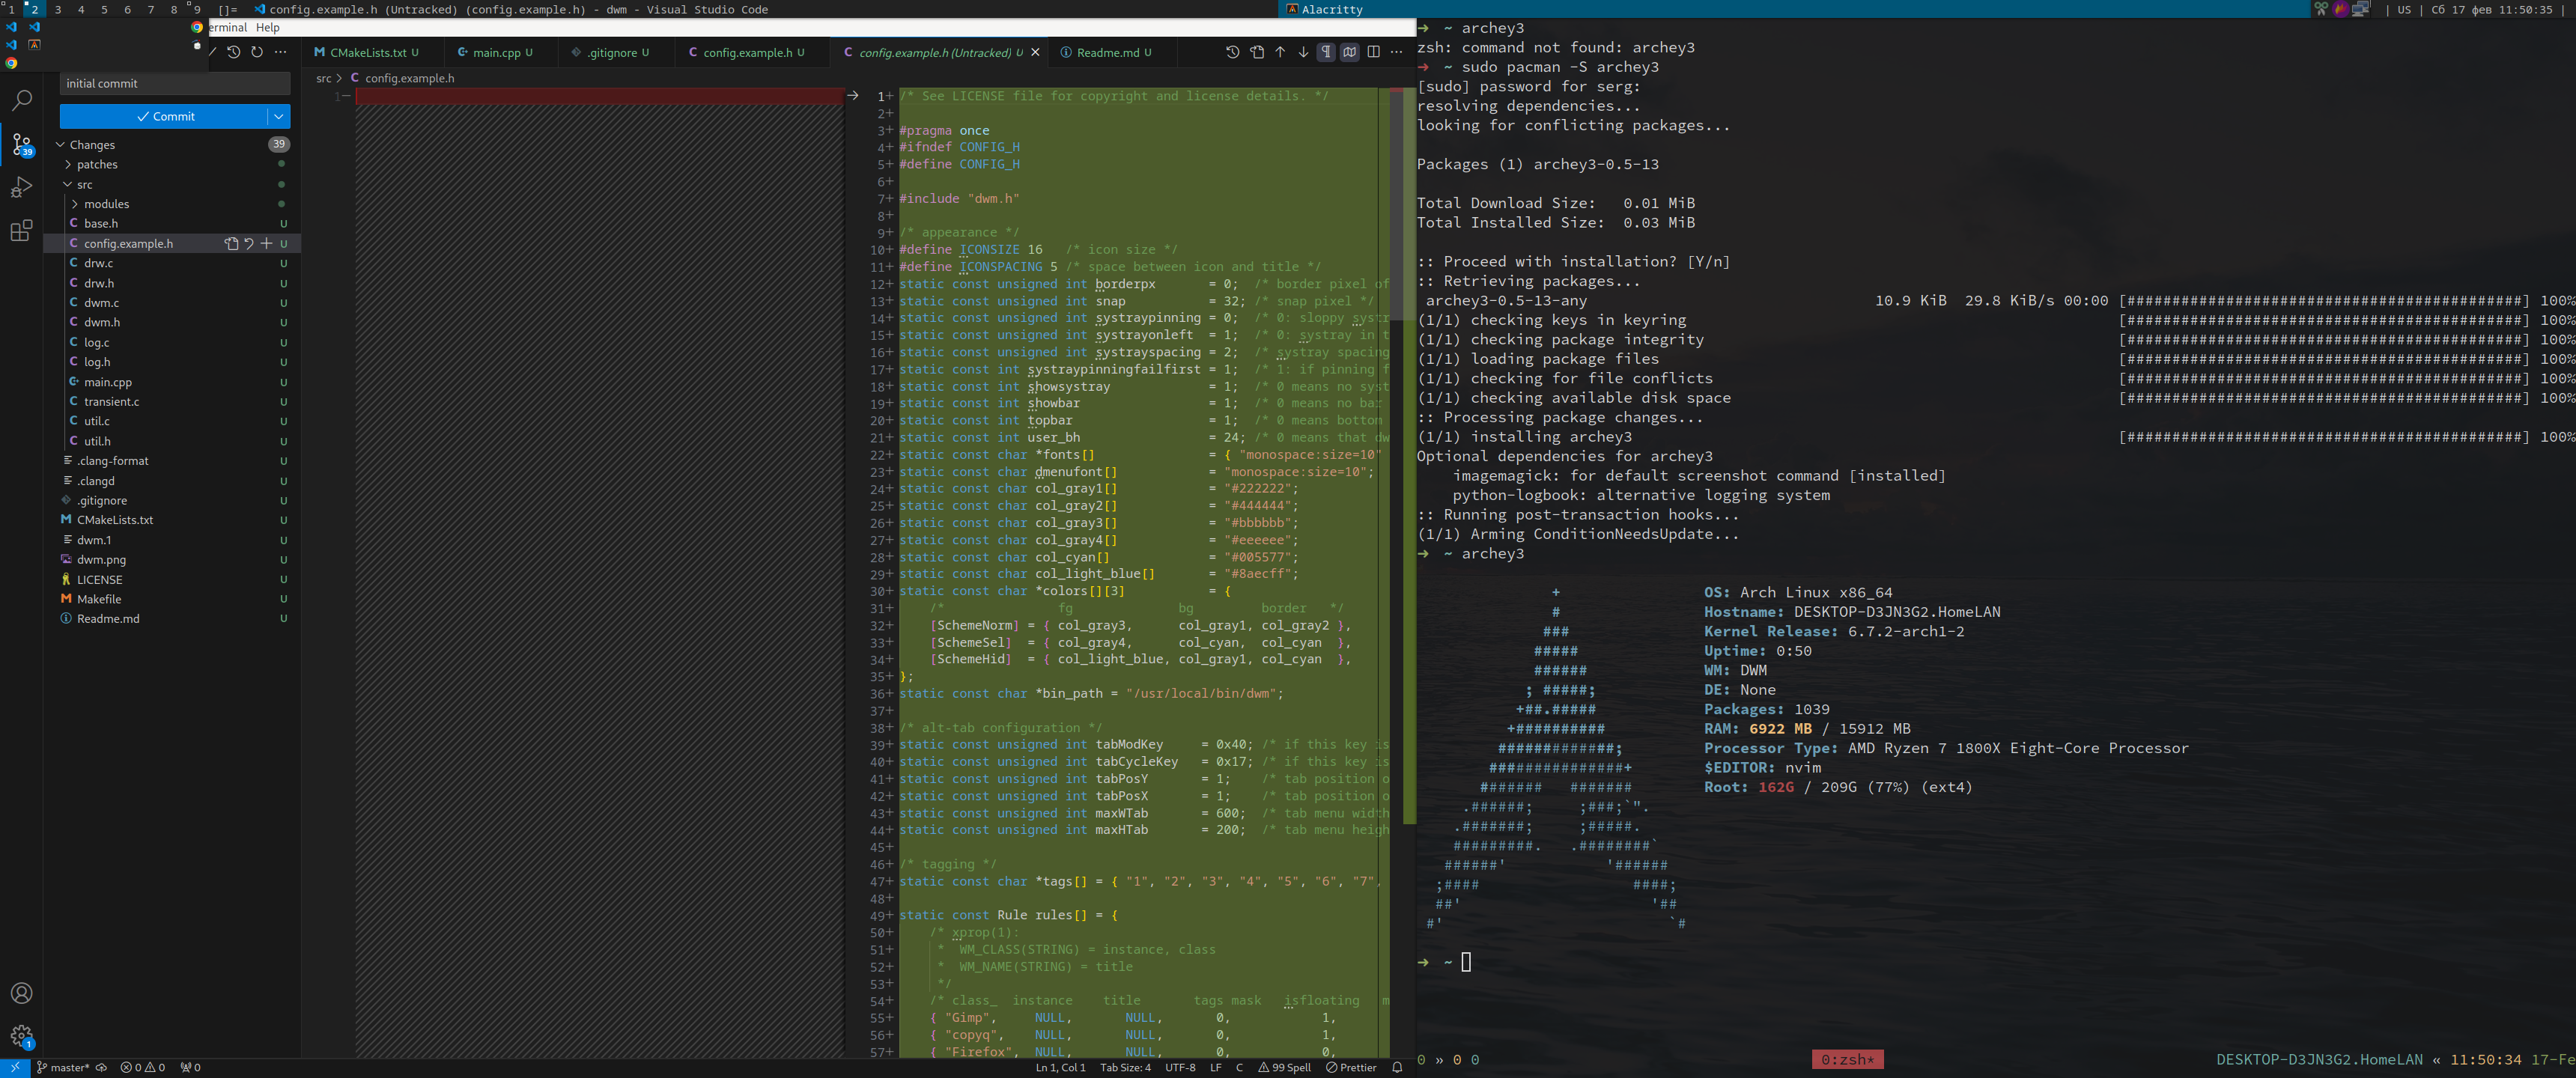 1 2 3 4 5 6 7 8 9 []= config.example.h (Untracked) (config.example.h) - dwm - Visual Studio Code
Alacritty
| US | Сб 17 фев 11:50:35 |
erminal Help
CMakeLists.txt U
main.cpp U
.gitignore U
config.example.h U
config.example.h (Untracked) U
Readme.md U
src > config.example.h
initial commit
Commit
Changes 39
patches
src
modules
base.h U
config.example.h U
drw.c U
drw.h U
dwm.c U
dwm.h U
log.c U
log.h U
main.cpp U
transient.c U
util.c U
util.h U
.clang-format U
.clangd U
.gitignore U
CMakeLists.txt U
dwm.1 U
dwm.png U
LICENSE U
Makefile U
Readme.md U
39
1
1−
1+ /* See LICENSE file for copyright and license details. */
2+
3+ #pragma once
4+ #ifndef CONFIG_H
5+ #define CONFIG_H
6+
7+ #include "dwm.h"
8+
9+ /* appearance */
10+ #define ICONSIZE 16 /* icon size */
11+ #define ICONSPACING 5 /* space between icon and title */
12+ static const unsigned int borderpx = 0; /* border pixel of
13+ static const unsigned int snap = 32; /* snap pixel */
14+ static const unsigned int systraypinning = 0; /* 0: sloppy systr
15+ static const unsigned int systrayonleft = 1; /* 0: systray in t
16+ static const unsigned int systrayspacing = 2; /* systray spacing
17+ static const int systraypinningfailfirst = 1; /* 1: if pinning f
18+ static const int showsystray = 1; /* 0 means no syst
19+ static const int showbar = 1; /* 0 means no bar
20+ static const int topbar = 1; /* 0 means bottom
21+ static const int user_bh = 24; /* 0 means that dw
22+ static const char *fonts[] = { "monospace:size=10"
23+ static const char dmenufont[] = "monospace:size=10";
24+ static const char col_gray1[] = "#222222";
25+ static const char col_gray2[] = "#444444";
26+ static const char col_gray3[] = "#bbbbbb";
27+ static const char col_gray4[] = "#eeeeee";
28+ static const char col_cyan[] = "#005577";
29+ static const char col_light_blue[] = "#8aecff";
30+ static const char *colors[][3] = {
31+ /* fg bg border */
32+ [SchemeNorm] = { col_gray3, col_gray1, col_gray2 },
33+ [SchemeSel] = { col_gray4, col_cyan, col_cyan },
34+ [SchemeHid] = { col_light_blue, col_gray1, col_cyan },
35+ };
36+ static const char *bin_path = "/usr/local/bin/dwm";
37+
38+ /* alt-tab configuration */
39+ static const unsigned int tabModKey = 0x40; /* if this key is
40+ static const unsigned int tabCycleKey = 0x17; /* if this key is
41+ static const unsigned int tabPosY = 1; /* tab position o
42+ static const unsigned int tabPosX = 1; /* tab position o
43+ static const unsigned int maxWTab = 600; /* tab menu width
44+ static const unsigned int maxHTab = 200; /* tab menu heigh
45+
46+ /* tagging */
47+ static const char *tags[] = { "1", "2", "3", "4", "5", "6", "7",
48+
49+ static const Rule rules[] = {
50+ /* xprop(1):
51+ * WM_CLASS(STRING) = instance, class
52+ * WM_NAME(STRING) = title
53+ */
54+ /* class_ instance title tags mask isfloating m
55+ { "Gimp", NULL, NULL, 0, 1,
56+ { "copyq", NULL, NULL, 0, 1,
57+ { "Firefox", NULL, NULL, 0, 0,
master* 0 0 0
Ln 1, Col 1 Tab Size: 4 UTF-8 LF C 99 Spell Prettier
➜ ~ archey3
zsh: command not found: archey3
➜ ~ sudo pacman -S archey3
[sudo] password for serg:
resolving dependencies...
looking for conflicting packages...
Packages (1) archey3-0.5-13
Total Download Size: 0.01 MiB
Total Installed Size: 0.03 MiB
:: Proceed with installation? [Y/n]
:: Retrieving packages...
archey3-0.5-13-any 10.9 KiB 29.8 KiB/s 00:00 [############################################] 100%
(1/1) checking keys in keyring [############################################] 100%
(1/1) checking package integrity [############################################] 100%
(1/1) loading package files [############################################] 100%
(1/1) checking for file conflicts [############################################] 100%
(1/1) checking available disk space [############################################] 100%
:: Processing package changes...
(1/1) installing archey3 [############################################] 100%
Optional dependencies for archey3
imagemagick: for default screenshot command [installed]
python-logbook: alternative logging system
:: Running post-transaction hooks...
(1/1) Arming ConditionNeedsUpdate...
➜ ~ archey3
+ OS: Arch Linux x86_64
# Hostname: DESKTOP-D3JN3G2.HomeLAN
### Kernel Release: 6.7.2-arch1-2
##### Uptime: 0:50
###### WM: DWM
; #####; DE: None
+##.##### Packages: 1039
+########## RAM: 6922 MB / 15912 MB
#############; Processor Type: AMD Ryzen 7 1800X Eight-Core Processor
###############+ $EDITOR: nvim
####### ####### Root: 162G / 209G (77%) (ext4)
.######; ;###;`".
.#######; ;#####.
#########. .########`
######' '######
;#### ####;
##' '##
#' `#
➜ ~
0 » 0 0
0:zsh*
DESKTOP-D3JN3G2.HomeLAN « 11:50:34 17-Fe